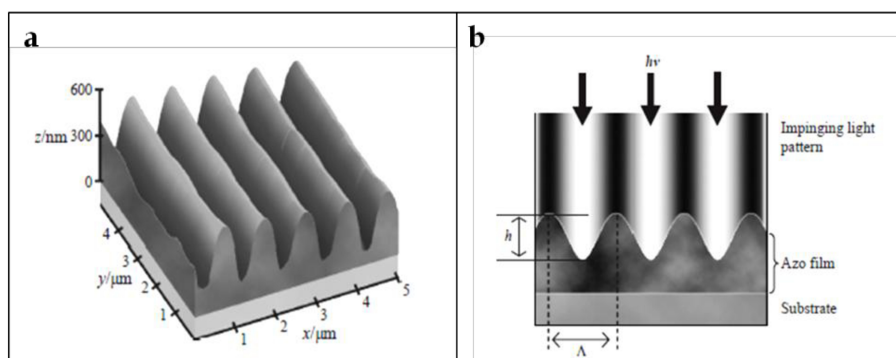 a
600
300
0
z/nm
4
3
2
1
y/μm
1
2
3
4
5
x/μm
b
hν
Impinging light
pattern
h
Azo film
Substrate
Λ